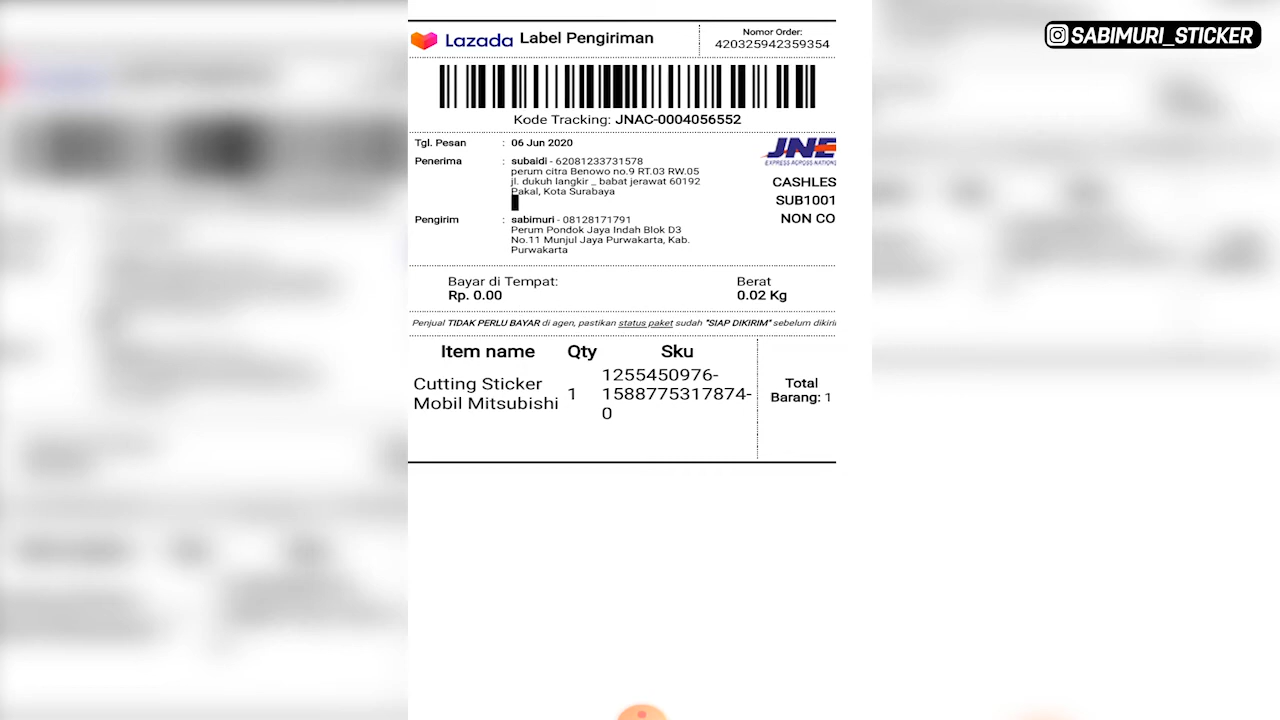 SABIMURI_STICKER
Lazada Label Pengiriman
Nomor Order:
420325942359354
Kode Tracking: JNAC-0004056552
Tgl. Pesan : 06 Jun 2020
Penerima : subaidi - 62081233731578
perum citra Benowo no.9 RT.03 RW.05
jl. dukuh langkir _ babat jerawat 60192
Pakal, Kota Surabaya
JNE
EXPRESS ACROSS NATIONS
CASHLES
SUB1001
NON CO
Pengirim : sabimuri - 08128171791
Perum Pondok Jaya Indah Blok D3
No.11 Munjul Jaya Purwakarta, Kab.
Purwakarta
Bayar di Tempat:
Rp. 0.00
Berat
0.02 Kg
Penjual TIDAK PERLU BAYAR di agen, pastikan status paket sudah "SIAP DIKIRIM" sebelum dikiri
Item name Qty Sku
Cutting Sticker
Mobil Mitsubishi
1
1255450976-
1588775317874-
0
Total
Barang: 1